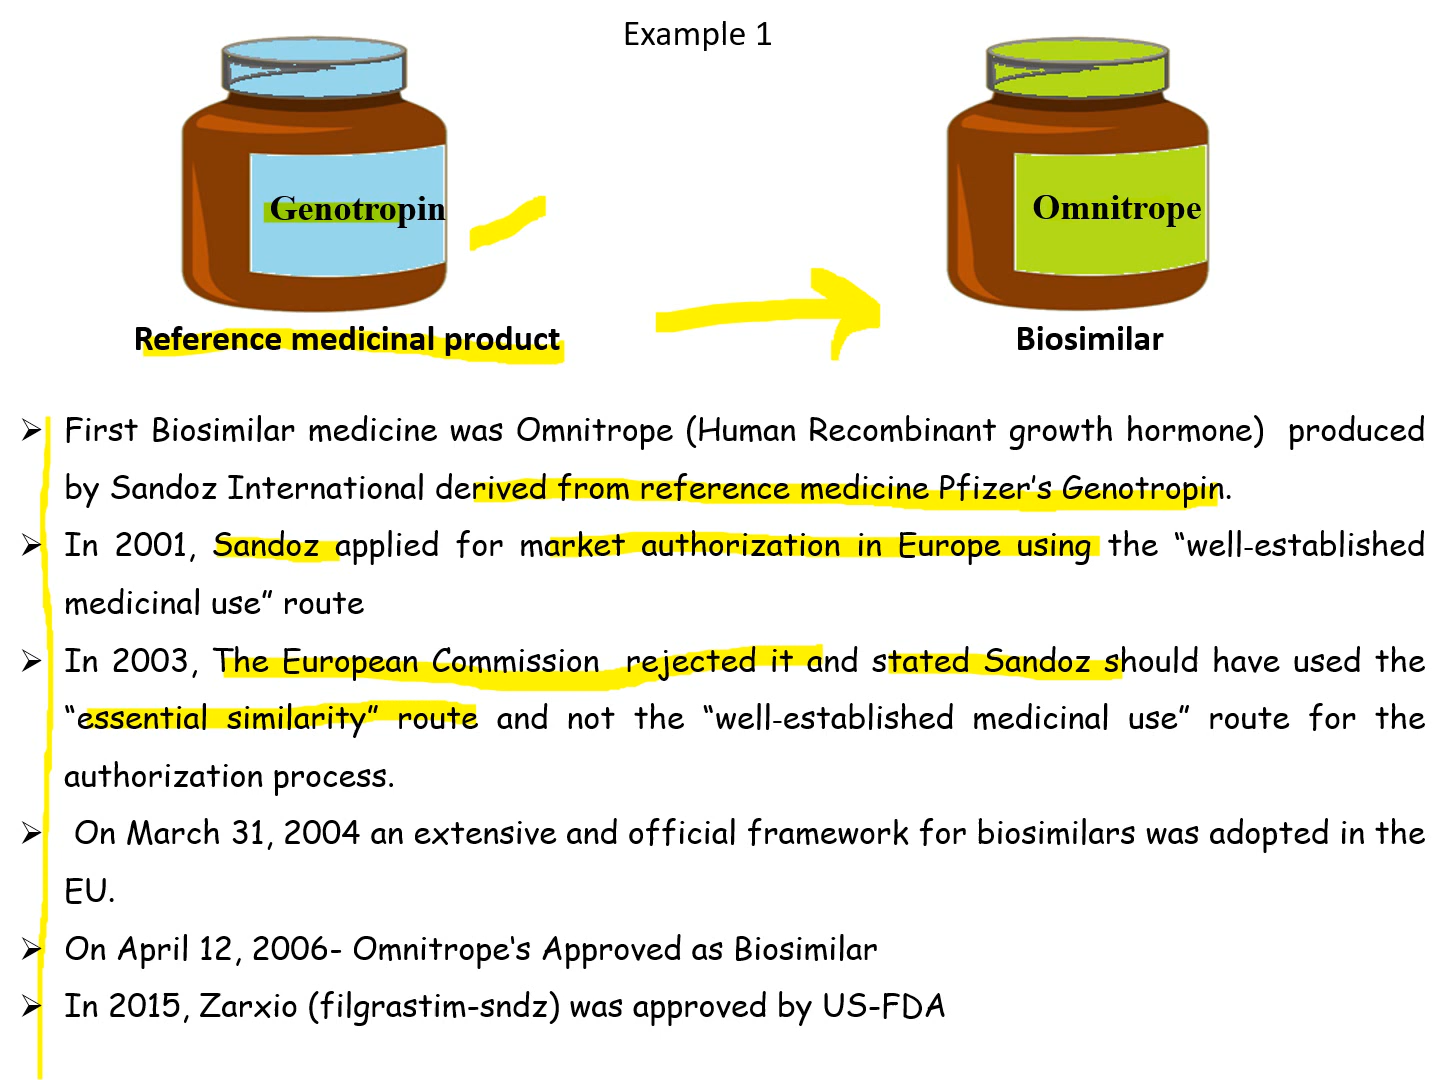 Example 1
Genotropin
Omnitrope
Reference medicinal product
Biosimilar
➢ First Biosimilar medicine was Omnitrope (Human Recombinant growth hormone) produced
by Sandoz International derived from reference medicine Pfizer’s Genotropin.
➢ In 2001, Sandoz applied for market authorization in Europe using the “well-established
medicinal use” route
➢ In 2003, The European Commission rejected it and stated Sandoz should have used the
“essential similarity” route and not the “well-established medicinal use” route for the
authorization process.
➢ On March 31, 2004 an extensive and official framework for biosimilars was adopted in the
EU.
➢ On April 12, 2006- Omnitrope‘s Approved as Biosimilar
➢ In 2015, Zarxio (filgrastim-sndz) was approved by US-FDA